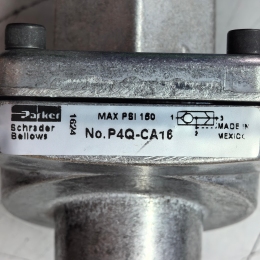 Parker
Schrader
Bellows
1624
MAX PSI 150
No. P4Q-CA16
1
3
2
MADE IN
MEXICO